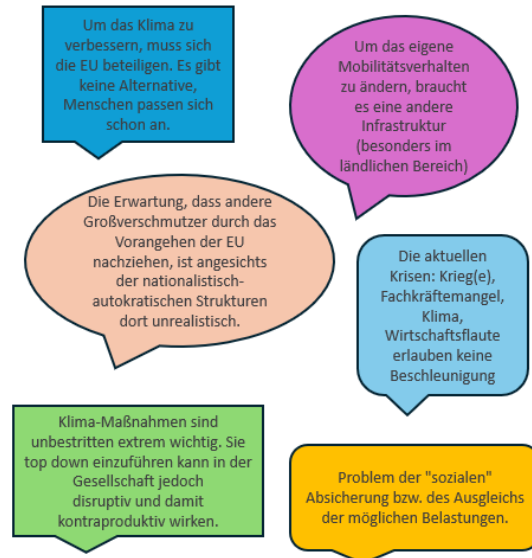 Um das Klima zu
verbessern, muss sich
die EU beteiligen. Es gibt
keine Alternative,
Menschen passen sich
schon an.
Um das eigene
Mobilitätsverhalten
zu ändern, braucht
es eine andere
Infrastruktur
(besonders im
ländlichen Bereich)
Die Erwartung, dass andere
Großverschmutzer durch das
Vorangehen der EU
nachziehen, ist angesichts
der nationalistisch-
autokratischen Strukturen
dort unrealistisch.
Die aktuellen
Krisen: Krieg(e),
Fachkräftemangel,
Klima,
Wirtschaftsflaute
erlauben keine
Beschleunigung
Klima-Maßnahmen sind
unbestritten extrem wichtig. Sie
top down einzuführen kann in der
Gesellschaft jedoch
disruptiv und damit
kontraproduktiv wirken.
Problem der "sozialen"
Absicherung bzw. des Ausgleichs
der möglichen Belastungen.